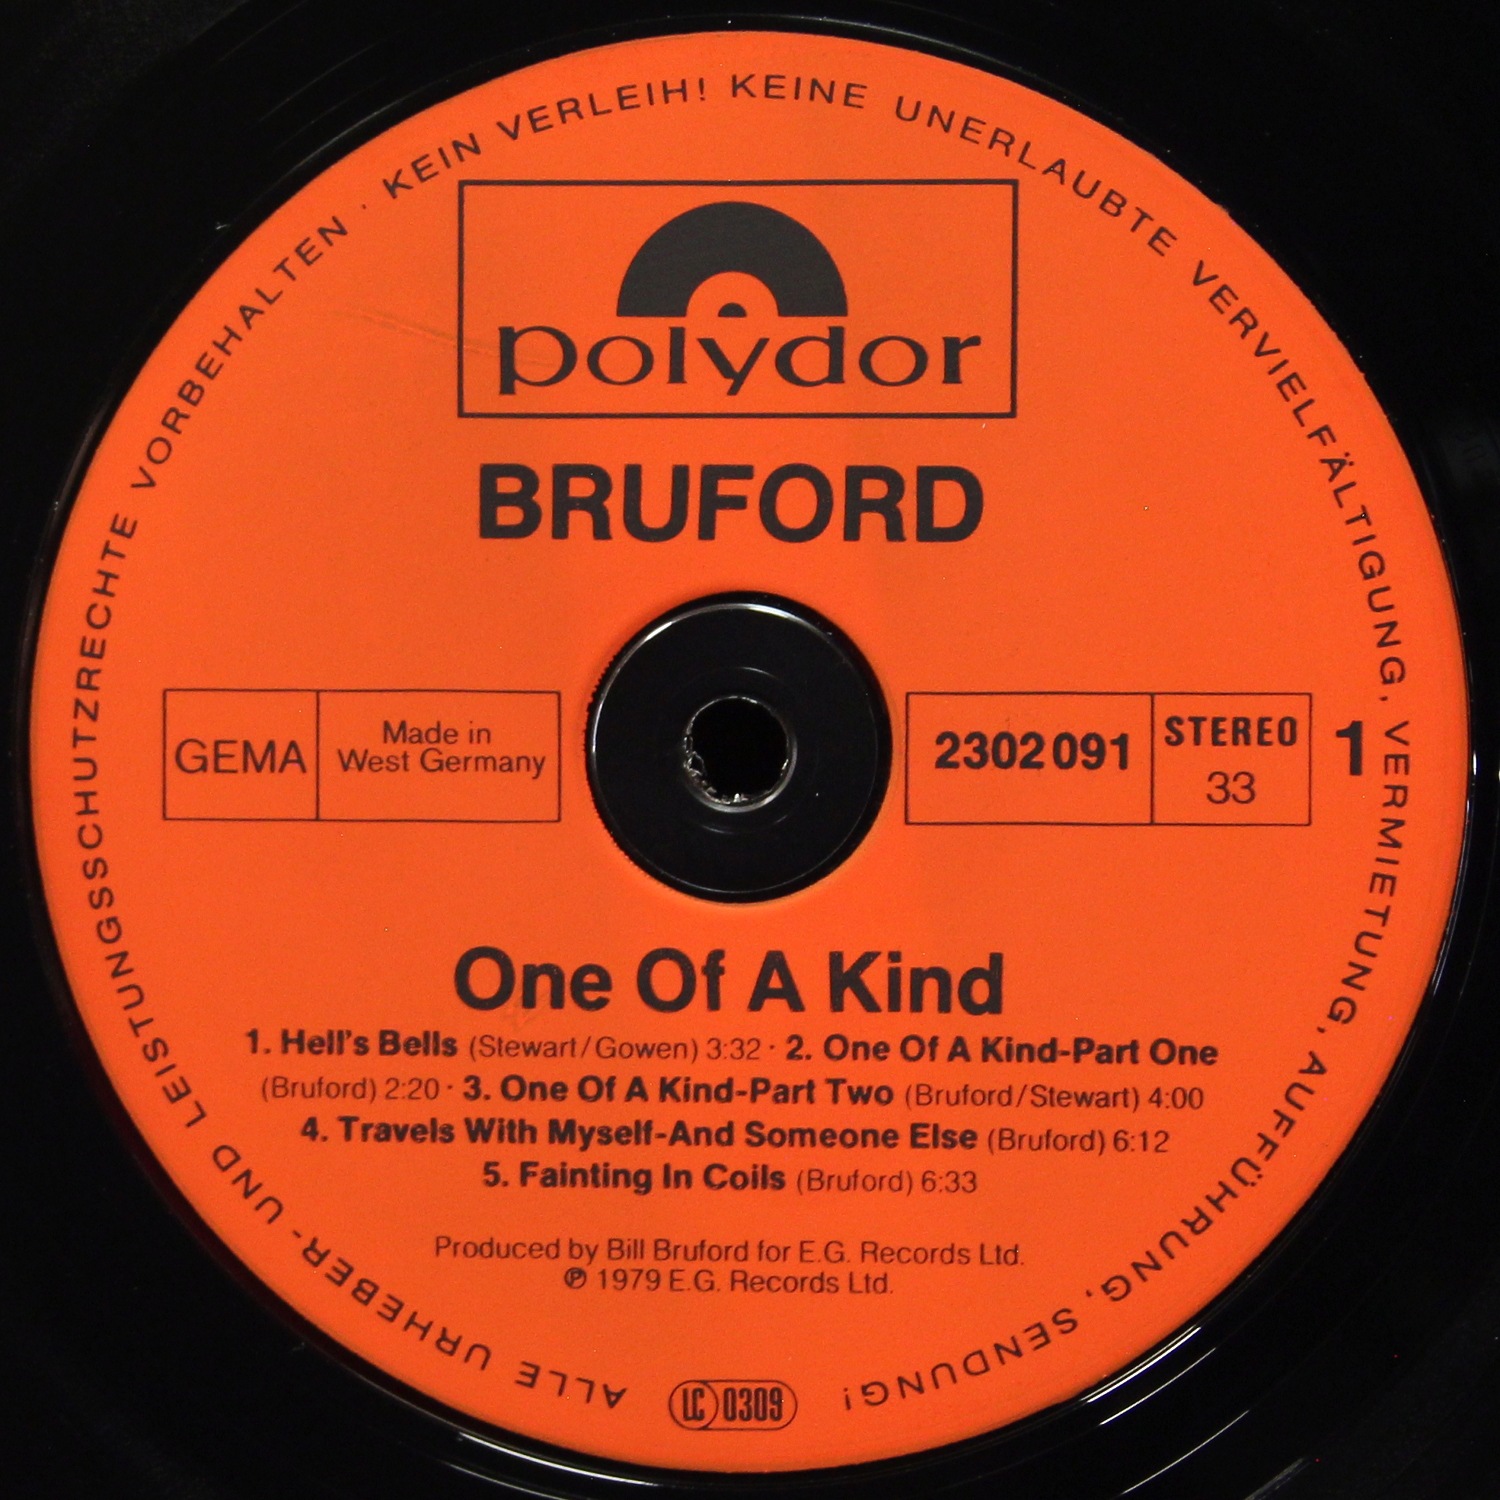 ALLE URHEBER- UND LEISTUNGSSCHUTZRECHTE VORBEHALTEN · KEIN VERLEIH! KEINE UNERLAUBTE VERVIELFÄLTIGUNG, VERMIETUNG, AUFFÜHRUNG, SENDUNG!
polydor
BRUFORD
GEMA
Made in
West Germany
2302 091
STEREO
33
1
One Of A Kind
1. Hell's Bells (Stewart/Gowen) 3:32 · 2. One Of A Kind-Part One
(Bruford) 2:20 · 3. One Of A Kind-Part Two (Bruford/Stewart) 4:00
4. Travels With Myself-And Someone Else (Bruford) 6:12
5. Fainting In Coils (Bruford) 6:33
Produced by Bill Bruford for E.G. Records Ltd.
℗ 1979 E.G. Records Ltd.
LC 0309